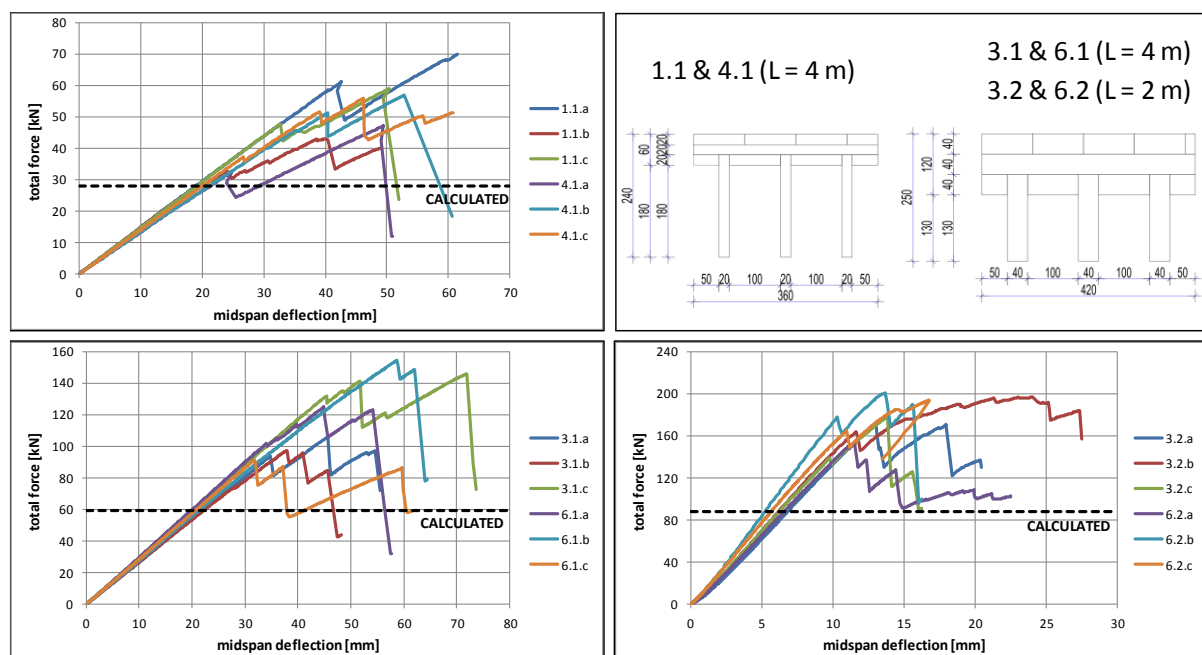 80
70
60
50
40
30
20
10
0
total force [kN]
0 10 20 30 40 50 60 70
midspan deflection [mm]
CALCULATED
1.1.a
1.1.b
1.1.c
4.1.a
4.1.b
4.1.c
1.1 & 4.1 (L = 4 m)
3.1 & 6.1 (L = 4 m)
3.2 & 6.2 (L = 2 m)
240
60
180
20 20 20
180
50 20 100 20 100 20 50
360
250
120
130
40
40
40
130
50 40 100 40 100 40 50
420
160
140
120
100
80
60
40
20
0
total force [kN]
0 10 20 30 40 50 60 70 80
midspan deflection [mm]
CALCULATED
3.1.a
3.1.b
3.1.c
6.1.a
6.1.b
6.1.c
240
200
160
120
80
40
0
total force [kN]
0 5 10 15 20 25 30
midspan deflection [mm]
CALCULATED
3.2.a
3.2.b
3.2.c
6.2.a
6.2.b
6.2.c